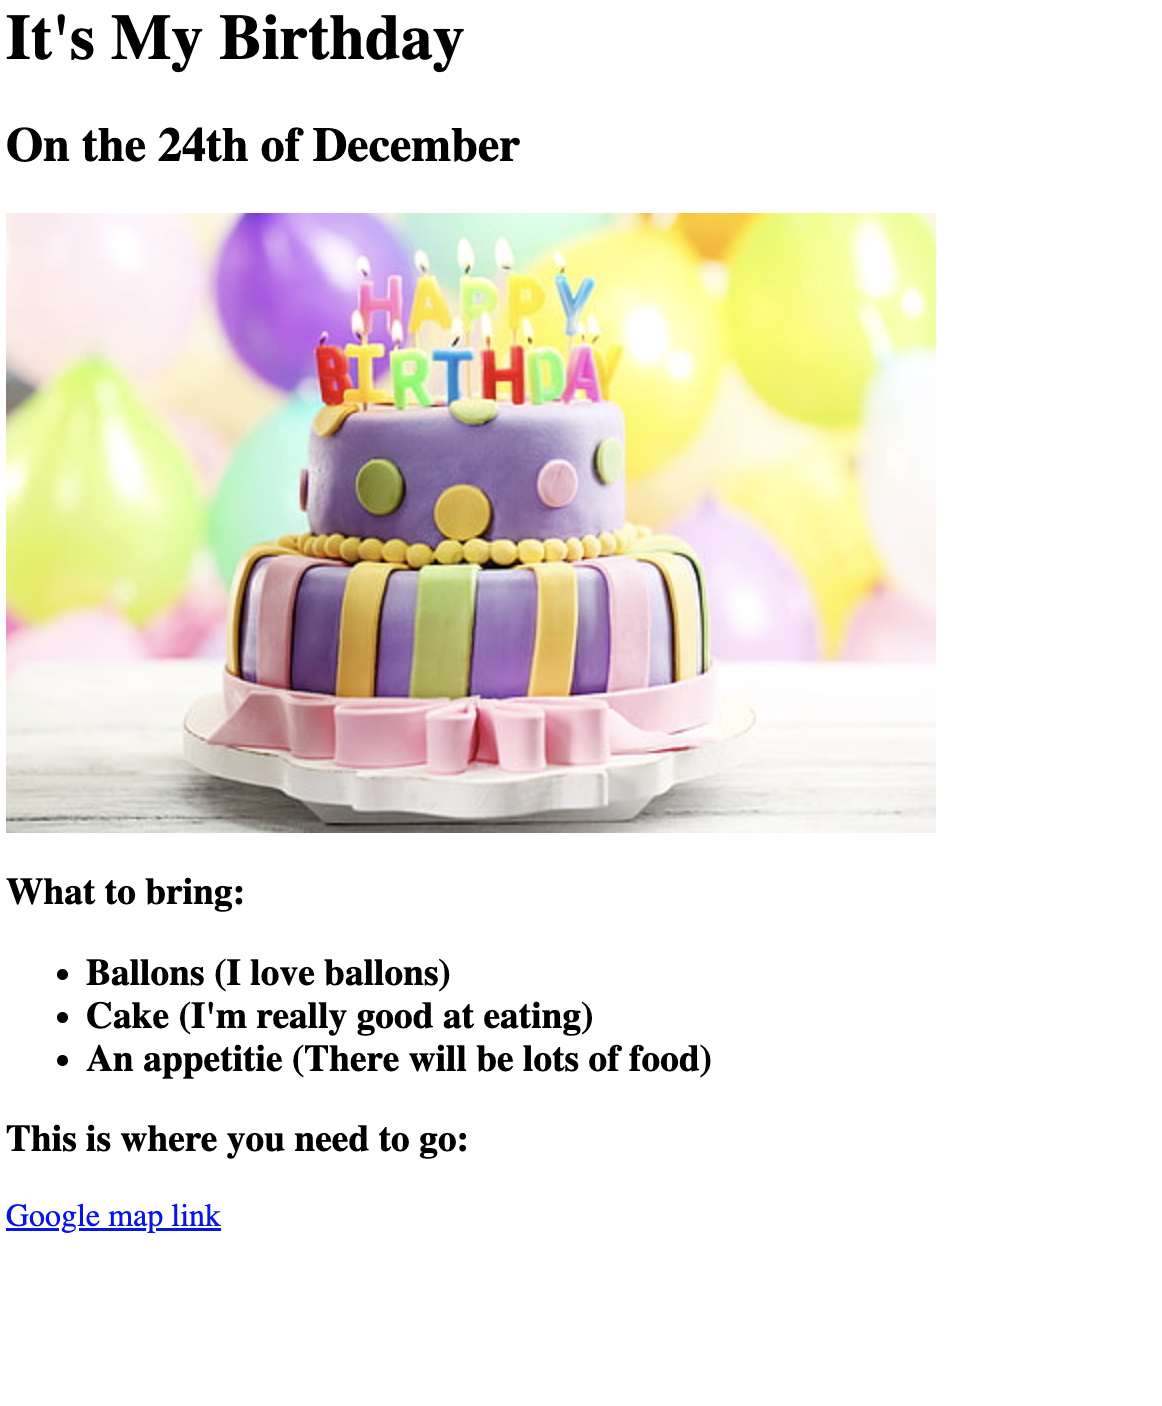 It's My Birthday
On the 24th of December
HAPPY
BIRTHDAY
What to bring:
Ballons (I love ballons)
Cake (I'm really good at eating)
An appetitie (There will be lots of food)
This is where you need to go:
Google map link